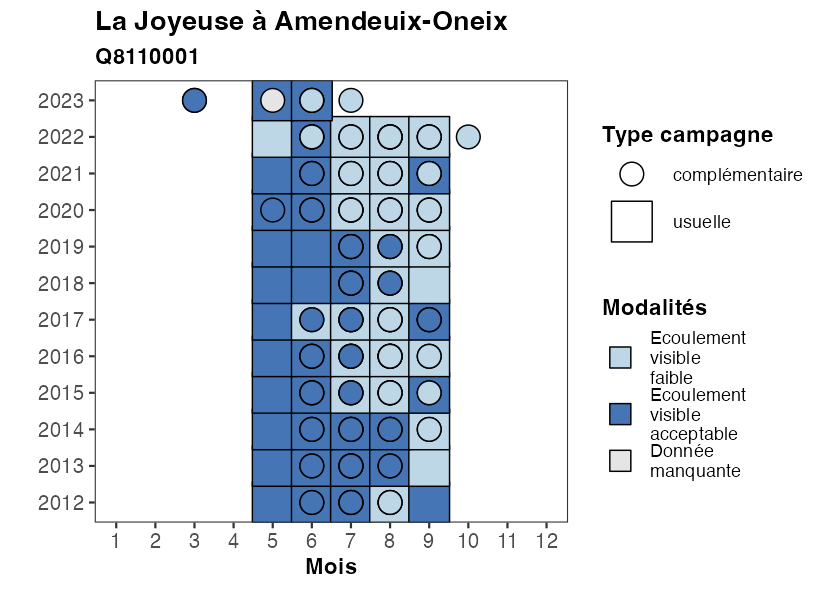 La Joyeuse à Amendeuix-Oneix
Q8110001
2023
2022
2021
2020
2019
2018
2017
2016
2015
2014
2013
2012
1 2 3 4 5 6 7 8 9 10 11 12
Mois
Type campagne
complémentaire
usuelle
Modalités
Ecoulement
visible
faible
Ecoulement
visible
acceptable
Donnée
manquante